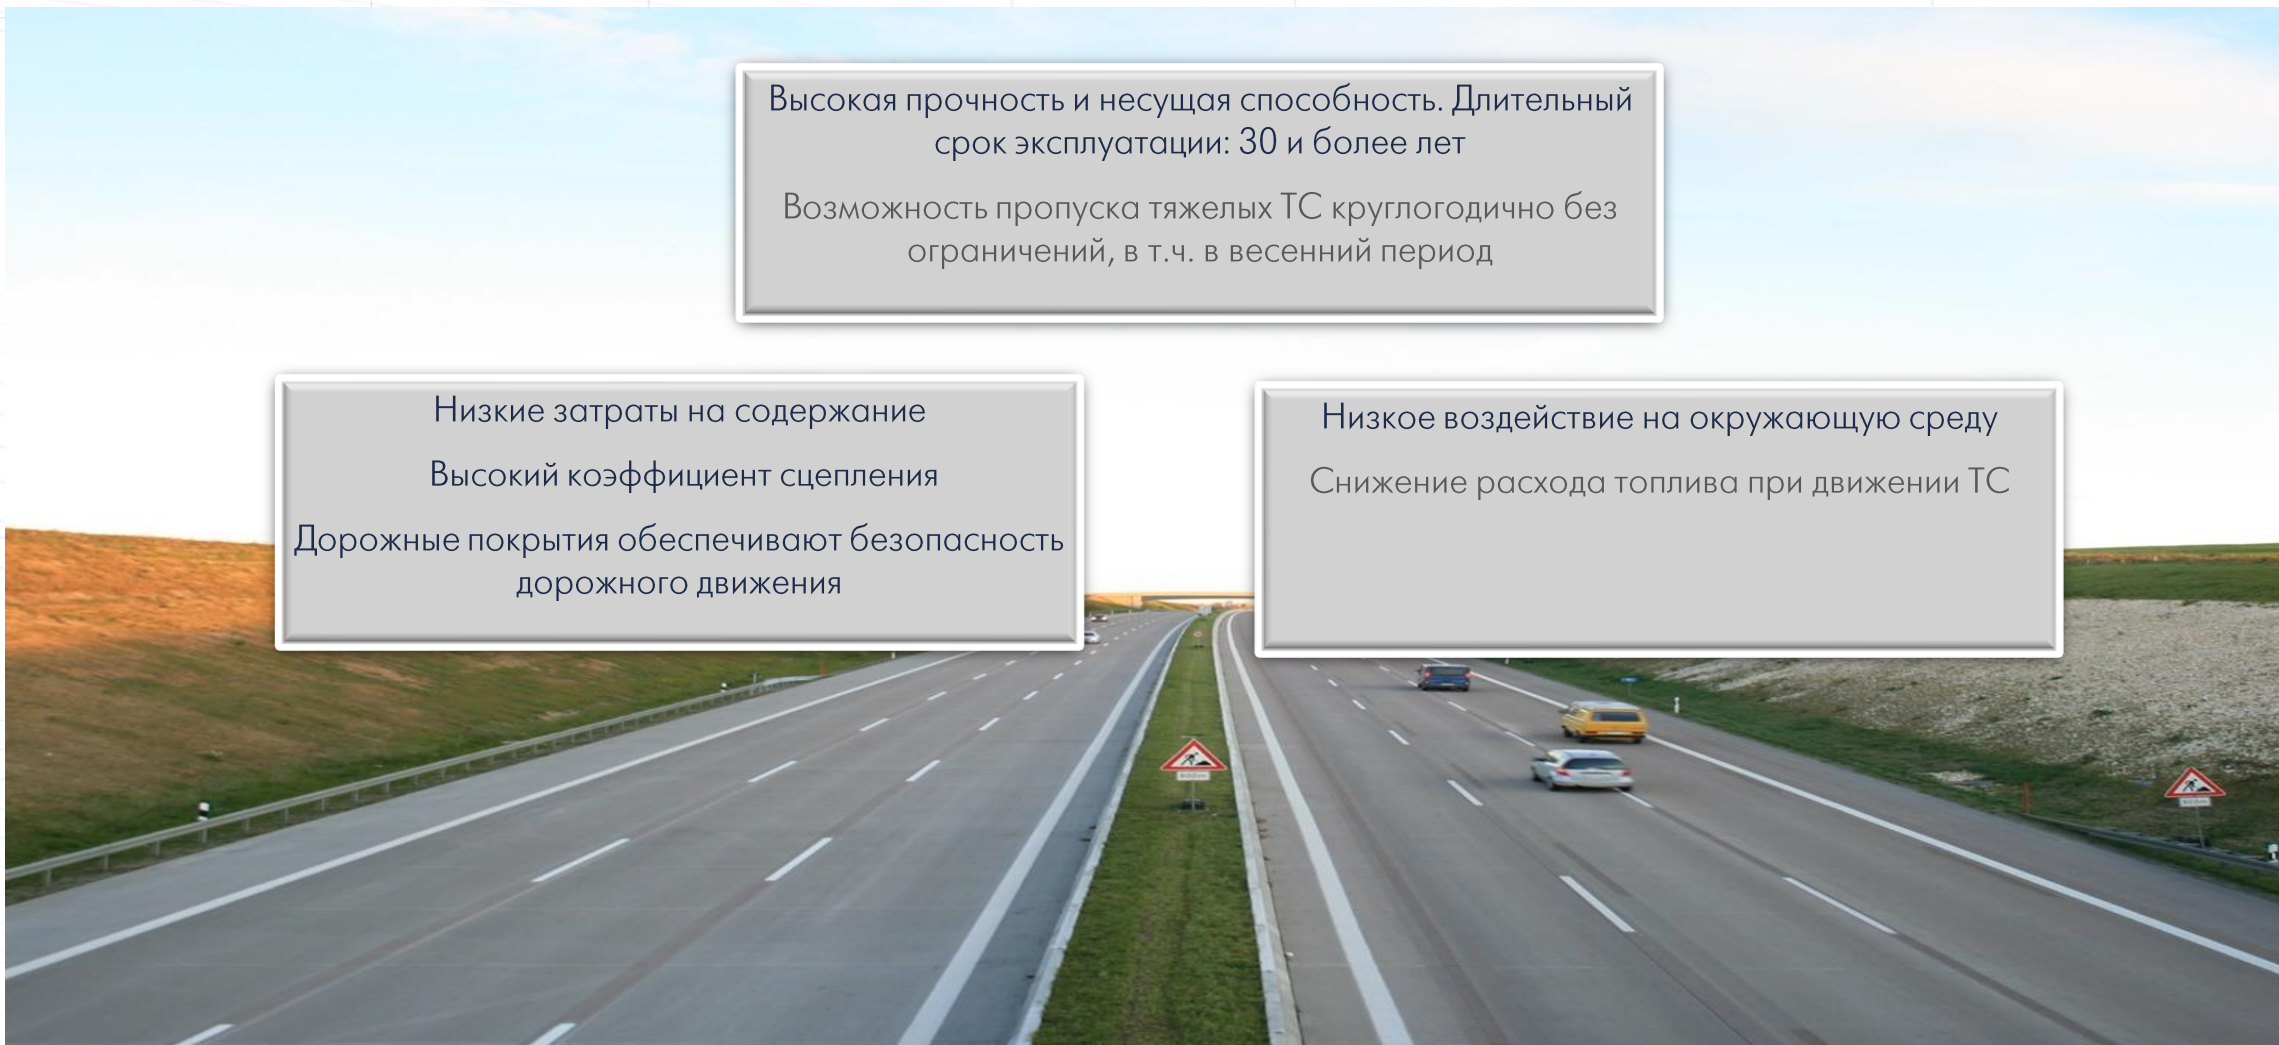 Высокая прочность и несущая способность. Длительный
срок эксплуатации: 30 и более лет
Возможность пропуска тяжелых ТС круглогодично без
ограничений, в т.ч. в весенний период
Низкие затраты на содержание
Высокий коэффициент сцепления
Дорожные покрытия обеспечивают безопасность
дорожного движения
Низкое воздействие на окружающую среду
Снижение расхода топлива при движении ТС